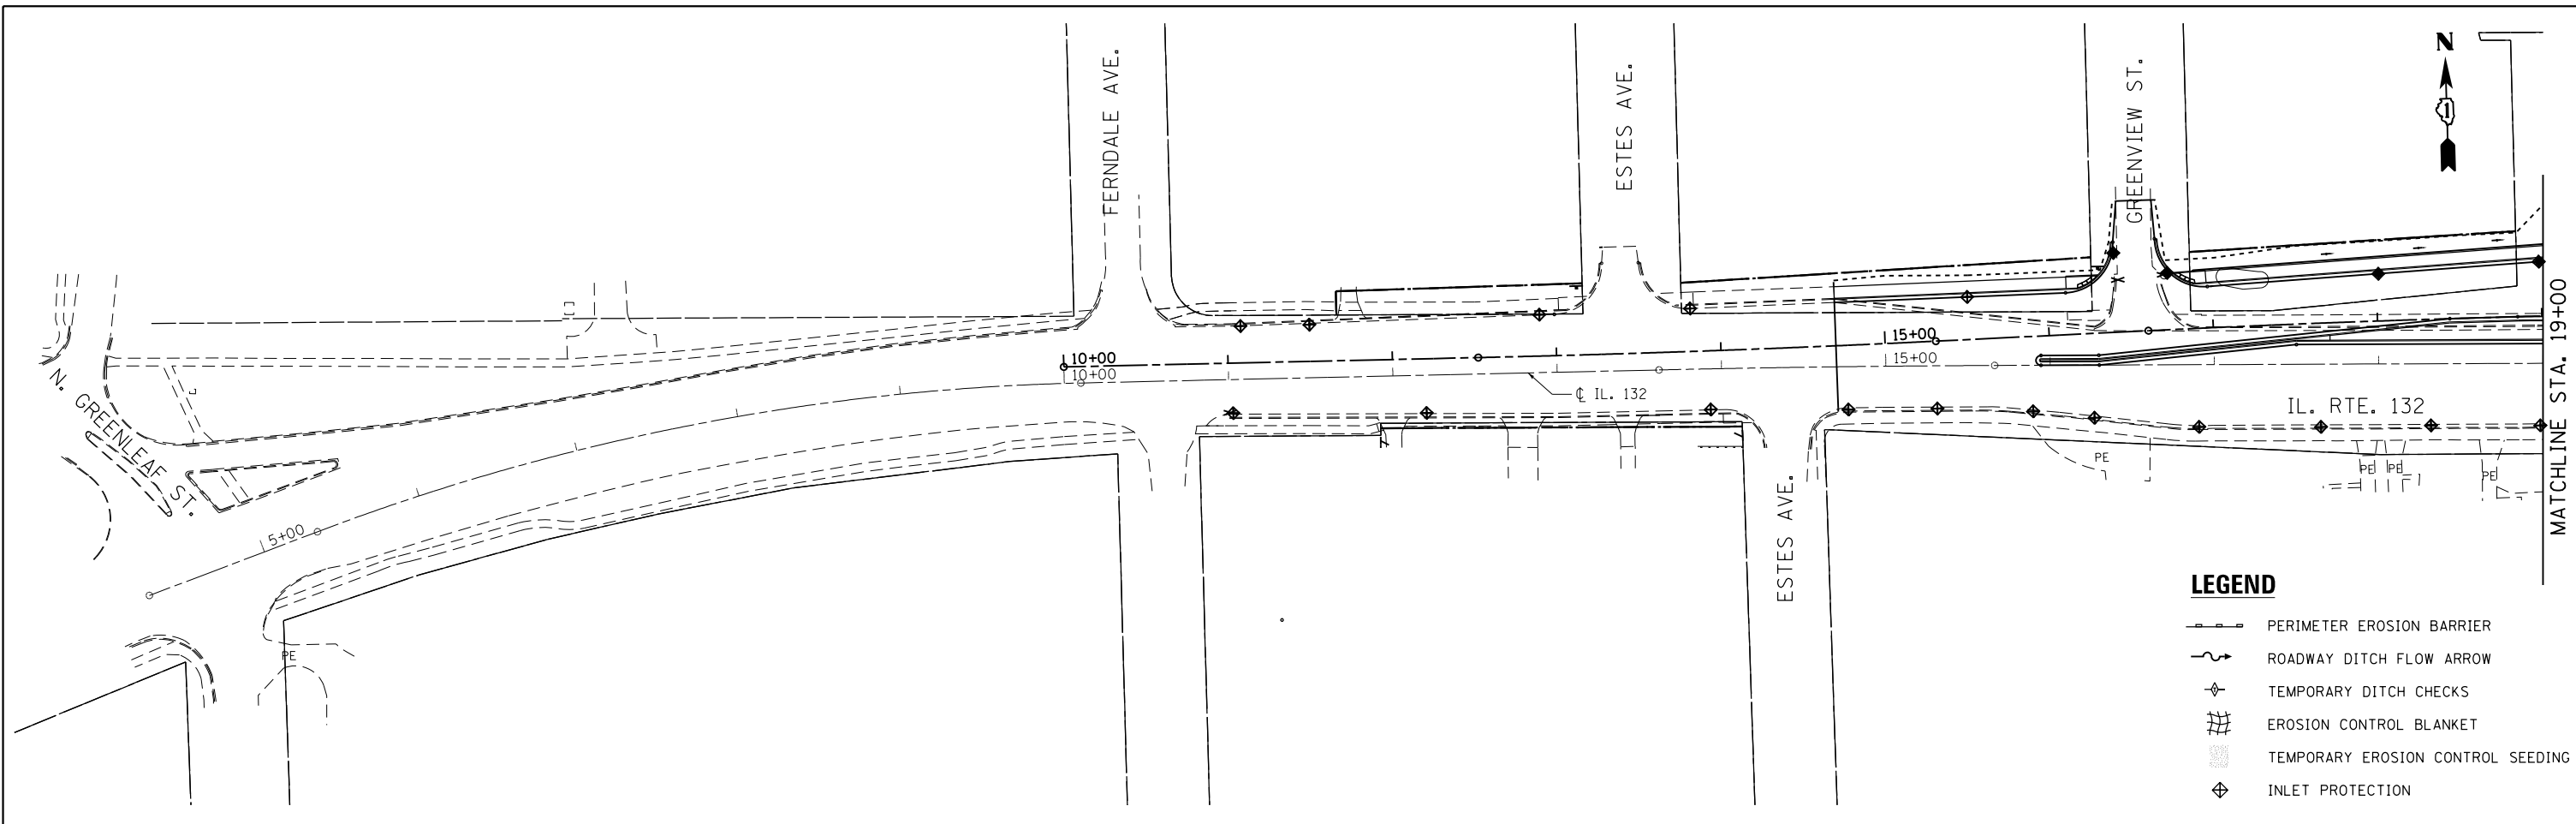 FERNDALE AVE.
ESTES AVE.
GREENVIEW ST.
N
1
N. GREENLEAF ST.
10+00
10+00
15+00
15+00
5+00
℄ IL. 132
IL. RTE. 132
PE
PE
PE
PE
PE
ESTES AVE.
MATCHLINE STA. 19+00
LEGEND
PERIMETER EROSION BARRIER
ROADWAY DITCH FLOW ARROW
TEMPORARY DITCH CHECKS
EROSION CONTROL BLANKET
TEMPORARY EROSION CONTROL SEEDING
INLET PROTECTION